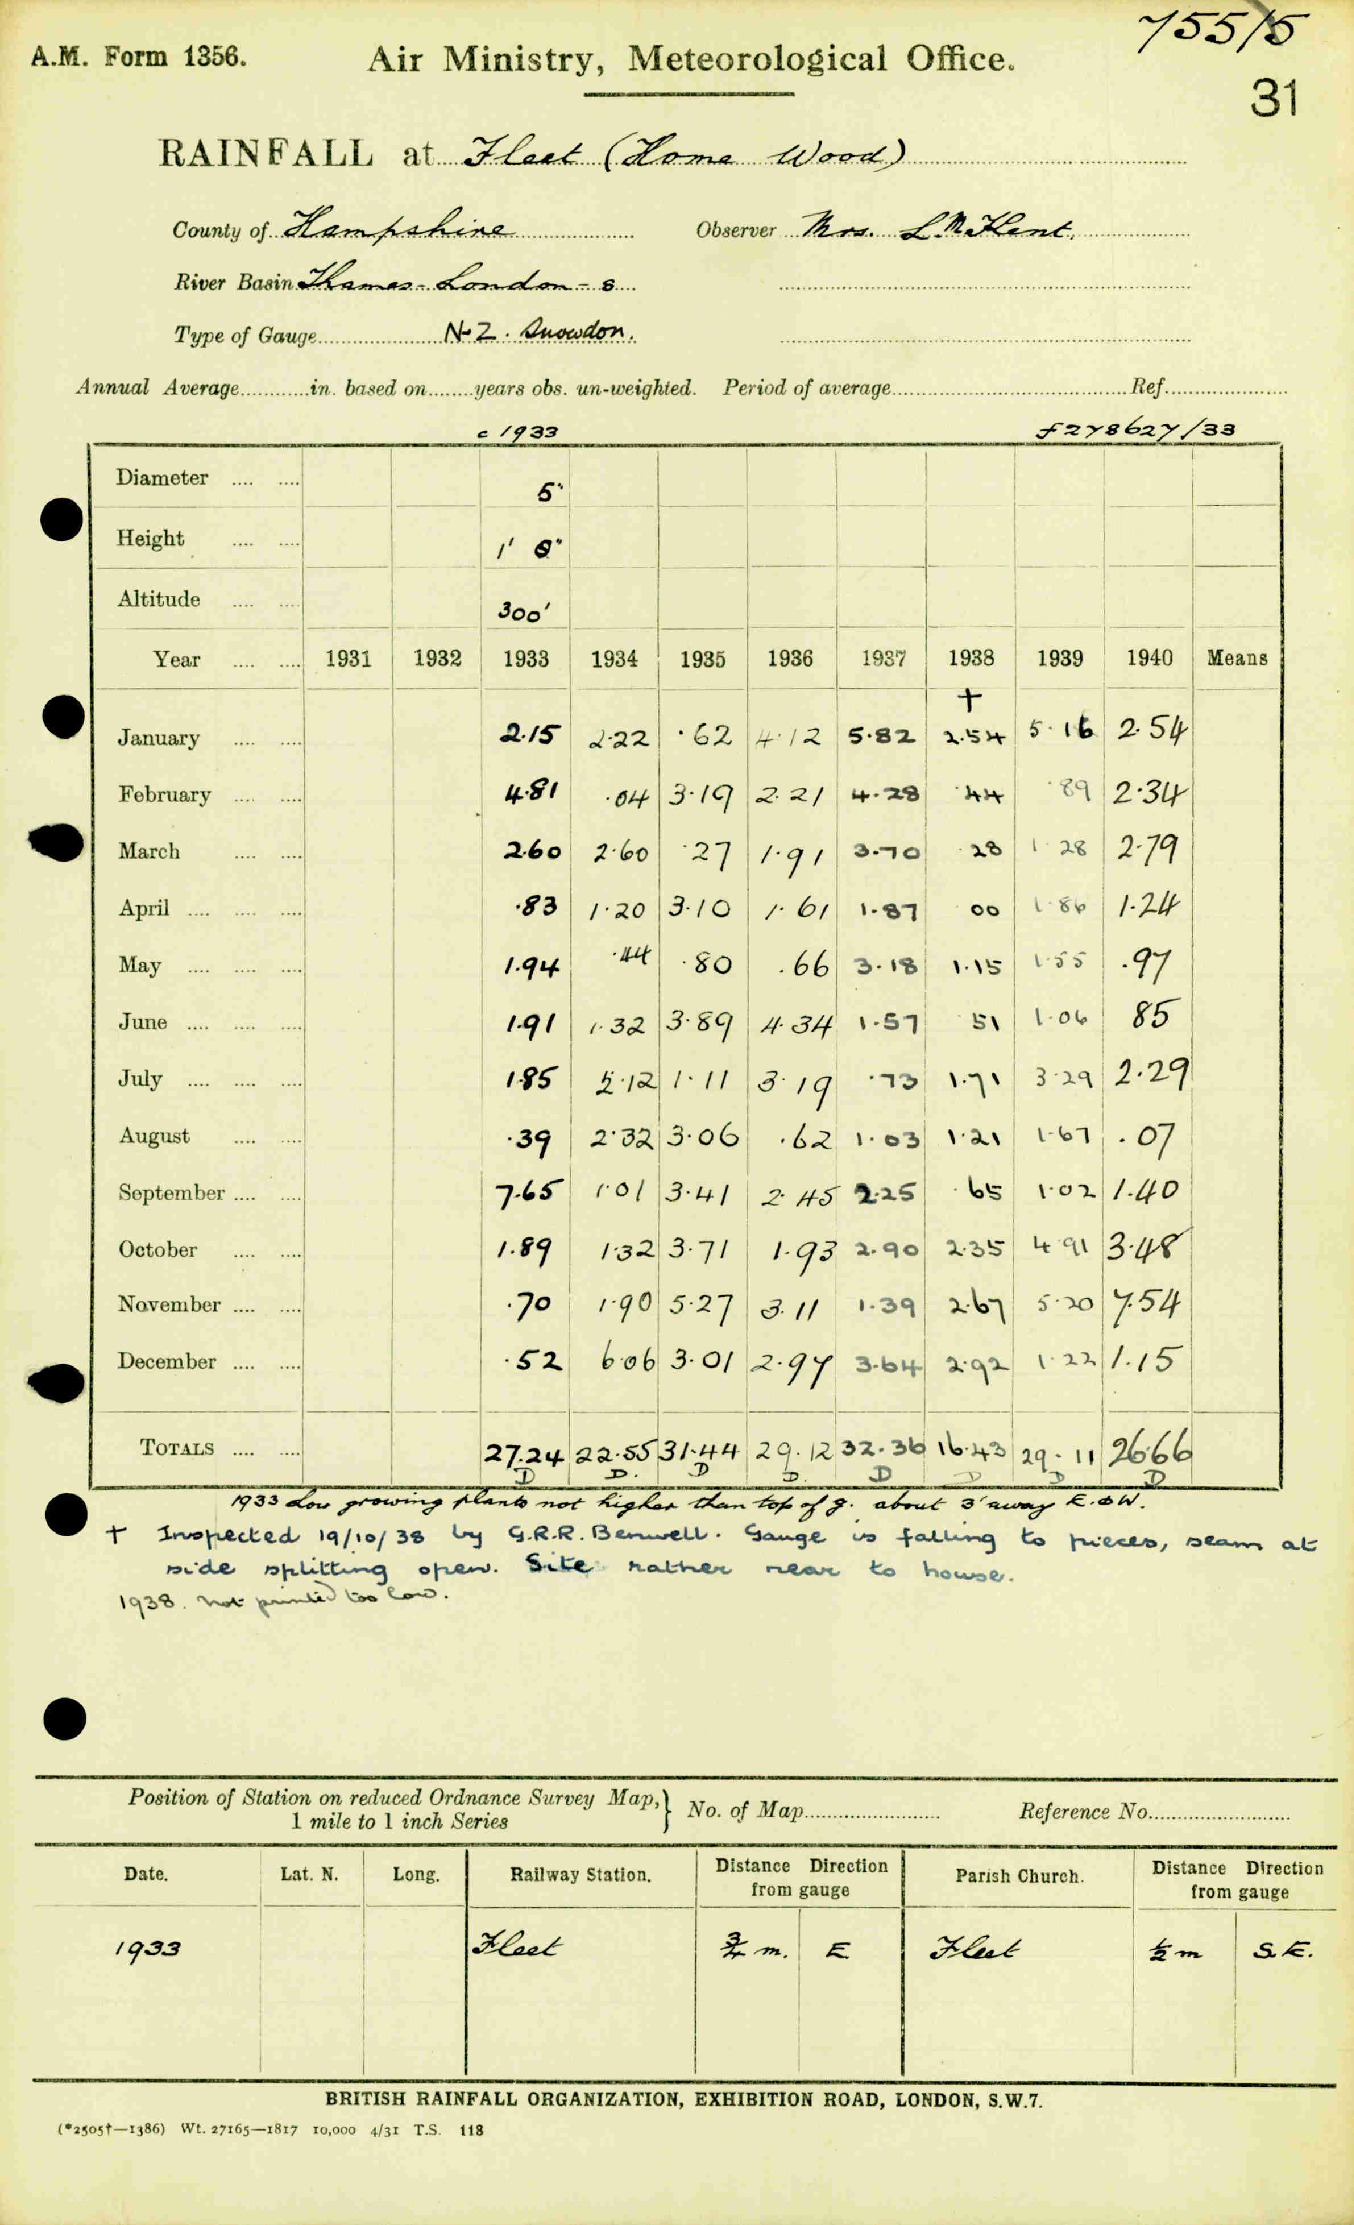 755/5
A.M. Form 1356. Air Ministry, Meteorological Office.
31
RAINFALL at Fleet (Home Wood)
County of Hampshire Observer Mrs. L.M. Kent.
River Basin Thames - London - s
Type of Gauge N-Z. Snowdon.
Annual Average in. based on years obs. un-weighted. Period of average Ref.
c 1933 f278627/33
Diameter 5"
Height 1' 0"
Altitude 300'
Year 1931 1932 1933 1934 1935 1936 1937 1938 1939 1940 Means
†
January 2.15 2.22 .62 4.12 5.82 2.54 5.16 2.54
February 4.81 .04 3.19 2.21 4.28 .44 .89 2.34
March 2.60 2.60 .27 1.91 3.70 .28 1.28 2.79
April .83 1.20 3.10 1.61 1.87 00 1.86 1.24
May 1.94 .44 .80 .66 3.18 1.15 1.55 .97
June 1.91 1.32 3.89 4.34 1.57 51 1.06 85
July 1.85 2.12 1.11 3.19 .73 1.71 3.29 2.29
August .39 2.32 3.06 .62 1.03 1.21 1.67 .07
September 7.65 1.01 3.41 2.45 2.25 .65 1.02 1.40
October 1.89 1.32 3.71 1.93 2.90 2.35 4.91 3.48
November .70 1.90 5.27 3.11 1.39 2.67 5.20 7.54
December .52 6.06 3.01 2.97 3.64 2.92 1.22 1.15
TOTALS 27.24 22.55 31.44 29.12 32.36 16.43 29.11 26.66
D D. D D. D D D D
1933 Low growing plants not higher than top of g. about 3' away E. & W.
† Inspected 19/10/38 by G.R.R. Benwell. Gauge is falling to pieces, seam at
side splitting open. Site rather near to house.
1938. not printed too low.
Position of Station on reduced Ordnance Survey Map, } No. of Map Reference No.
1 mile to 1 inch Series
Date. Lat. N. Long. Railway Station. Distance Direction from gauge Parish Church. Distance Direction from gauge
1933 Fleet ¾ m. E Fleet ½ m S.E.
BRITISH RAINFALL ORGANIZATION, EXHIBITION ROAD, LONDON, S.W.7.
(*2505†—1386) Wt. 27165—1817 10,000 4/31 T.S. 118